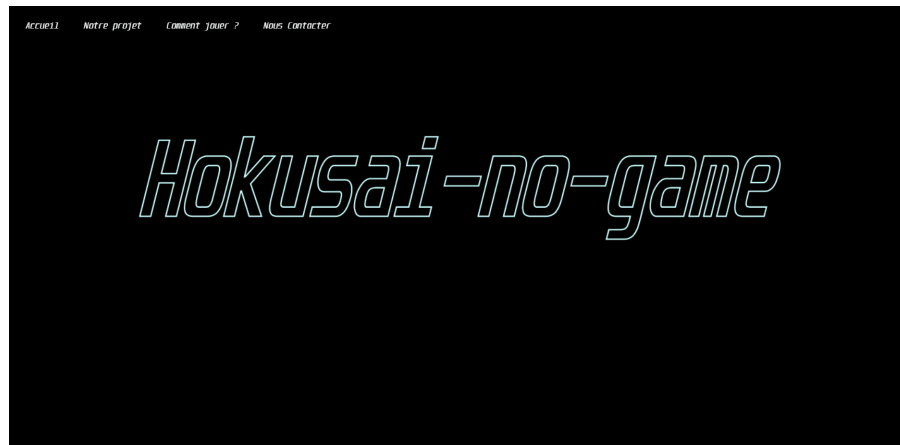 Accueil Notre projet Comment jouer ? Nous Contacter
Hokusai-no-game